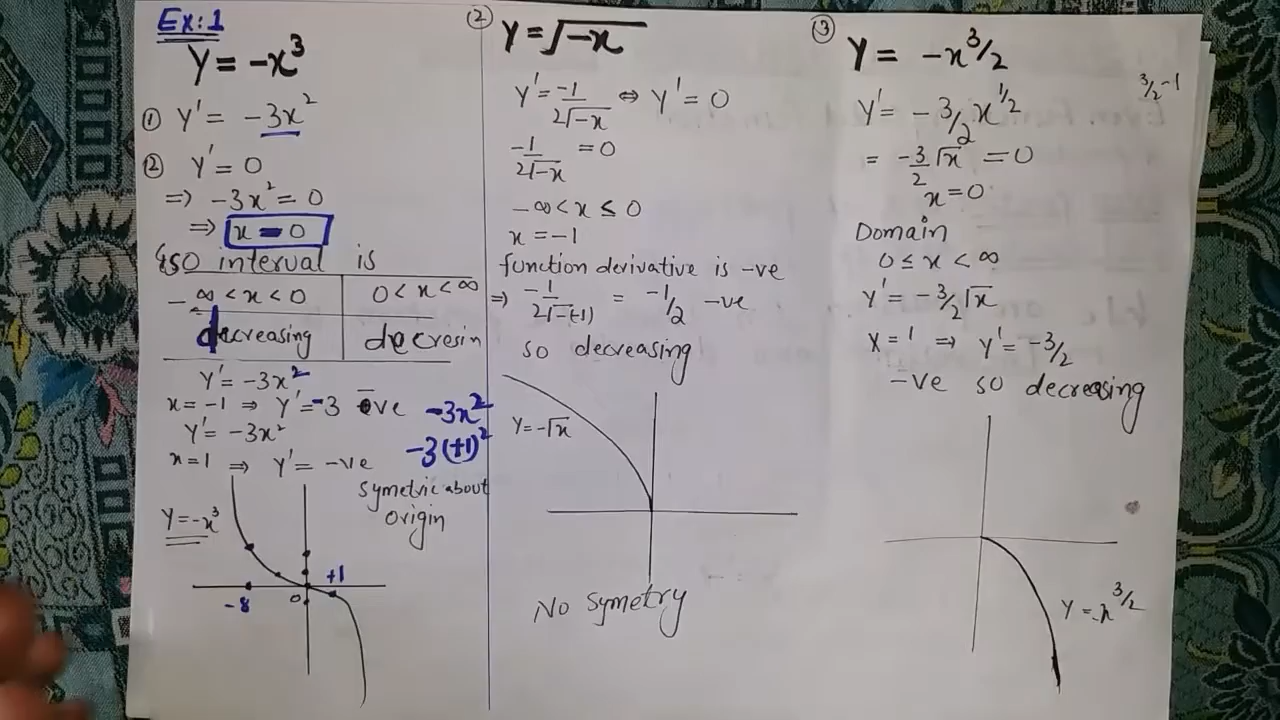 Ex:1
Y = -x³
① Y' = -3x²
② Y' = 0
⇒ -3x² = 0
⇒ x = 0
so interval is
-∞ < x < 0 | 0 < x < ∞
decreasing | decresin
Y' = -3x²
x = -1 ⇒ Y' = -3 -ve
-3x²
Y' = -3x²
-3(+1)²
x = 1 ⇒ Y' = -ve
Symetric about
origin
Y = -x³
-8
0
+1
②
Y = √-x
Y' = -1/2√-x ⇔ Y' = 0
-1/2√-x = 0
-∞ < x ≤ 0
x = -1
function derivative is -ve
⇒ -1/2√-(-1) = -1/2 -ve
so decreasing
Y = -√x
No Symetry
③
Y = -x^3/2
3/2-1
Y' = -3/2 x^1/2
= -3/2 √x = 0
x = 0
Domain
0 ≤ x < ∞
Y' = -3/2 √x
x = 1 ⇒ Y' = -3/2
-ve so decreasing
Y = -x^3/2